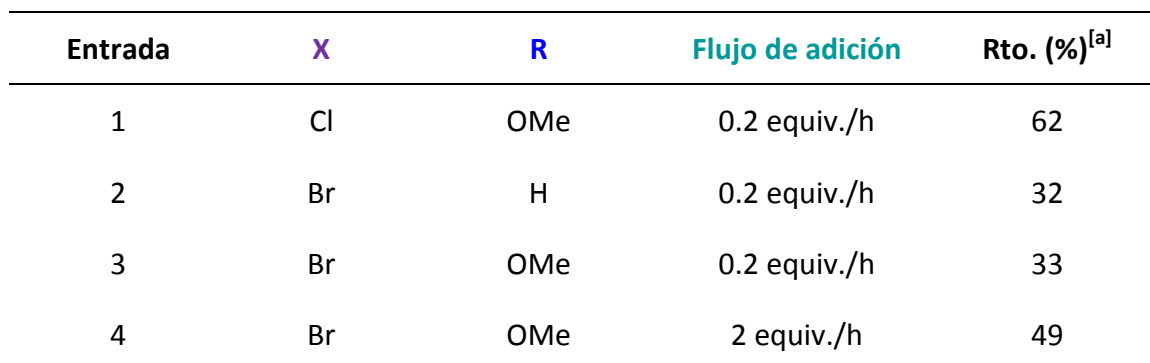 Entrada X R Flujo de adición Rto. (%)[a]
1 Cl OMe 0.2 equiv./h 62
2 Br H 0.2 equiv./h 32
3 Br OMe 0.2 equiv./h 33
4 Br OMe 2 equiv./h 49